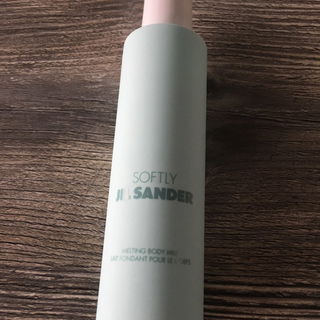 SOFTLY
JIL SANDER
MELTING BODY MILK
LAIT FONDANT POUR LE CORPS